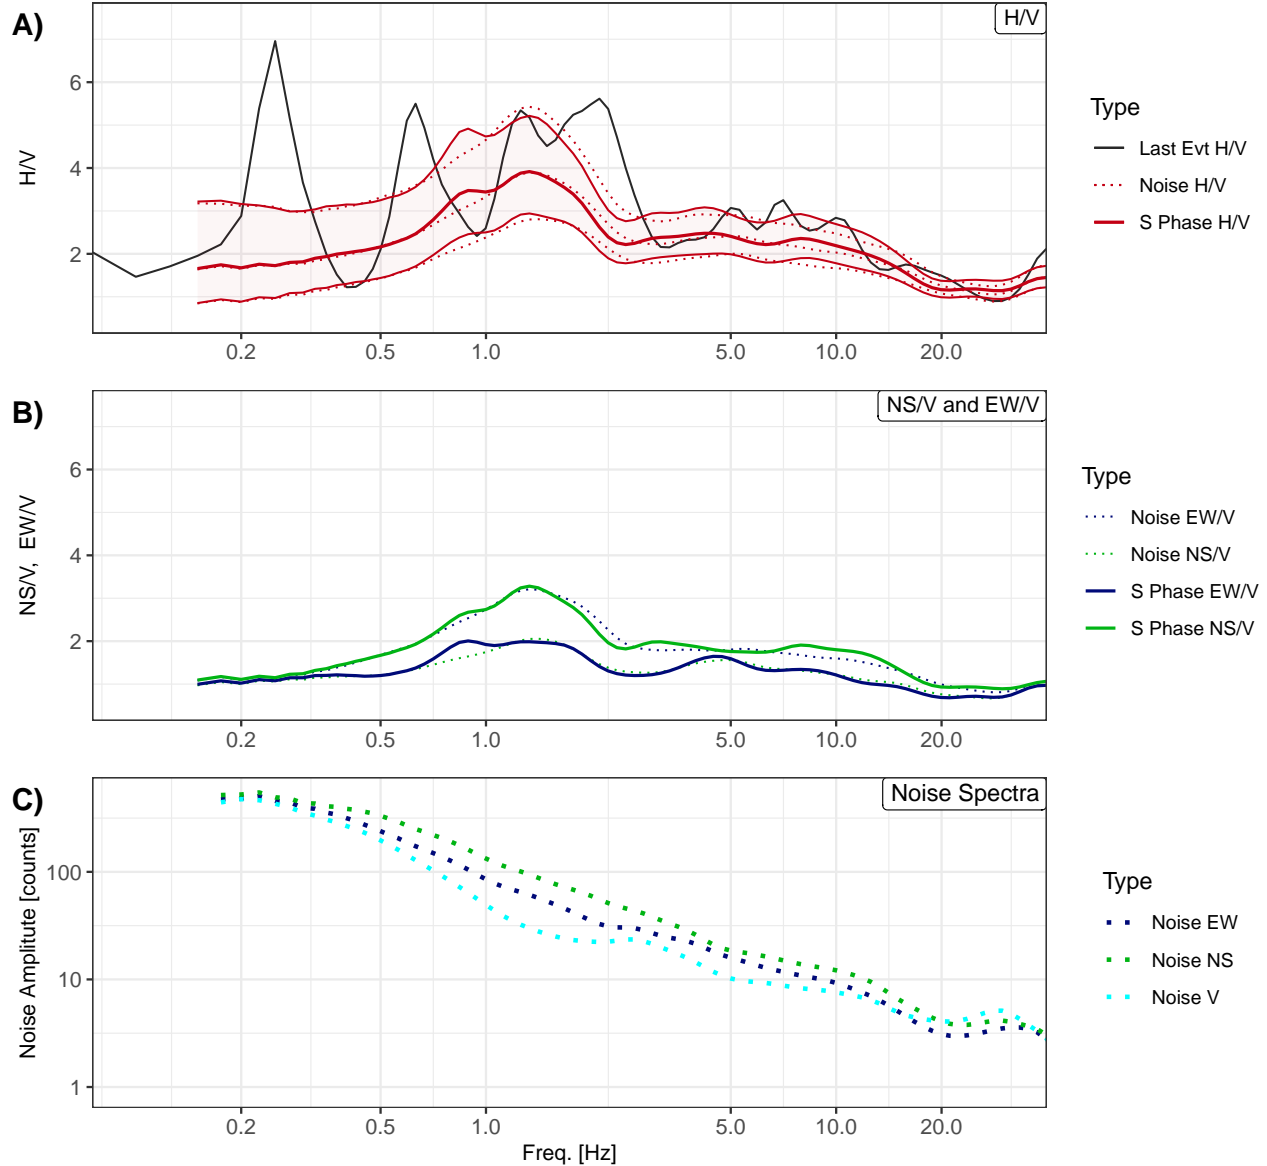 A)
H/V
6
4
2
H/V
0.2 0.5 1.0 5.0 10.0 20.0
Type
Last Evt H/V
Noise H/V
S Phase H/V
B)
NS/V and EW/V
6
4
2
NS/V, EW/V
0.2 0.5 1.0 5.0 10.0 20.0
Type
Noise EW/V
Noise NS/V
S Phase EW/V
S Phase NS/V
C)
Noise Spectra
100
10
1
Noise Amplitute [counts]
0.2 0.5 1.0 5.0 10.0 20.0
Freq. [Hz]
Type
Noise EW
Noise NS
Noise V